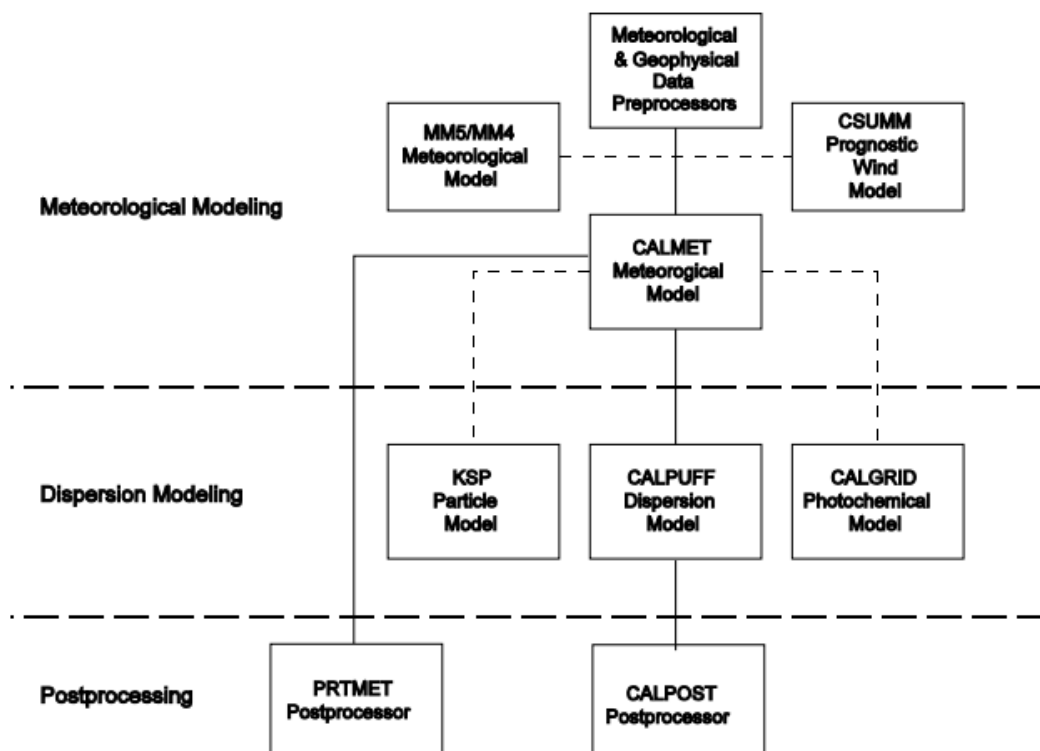 Meteorological
& Geophysical
Data
Preprocessors
MM5/MM4
Meteorological
Model
CSUMM
Prognostic
Wind
Model
Meteorological Modeling
CALMET
Meteorogical
Model
KSP
Particle
Model
CALPUFF
Dispersion
Model
CALGRID
Photochemical
Model
Dispersion Modeling
PRTMET
Postprocessor
CALPOST
Postprocessor
Postprocessing